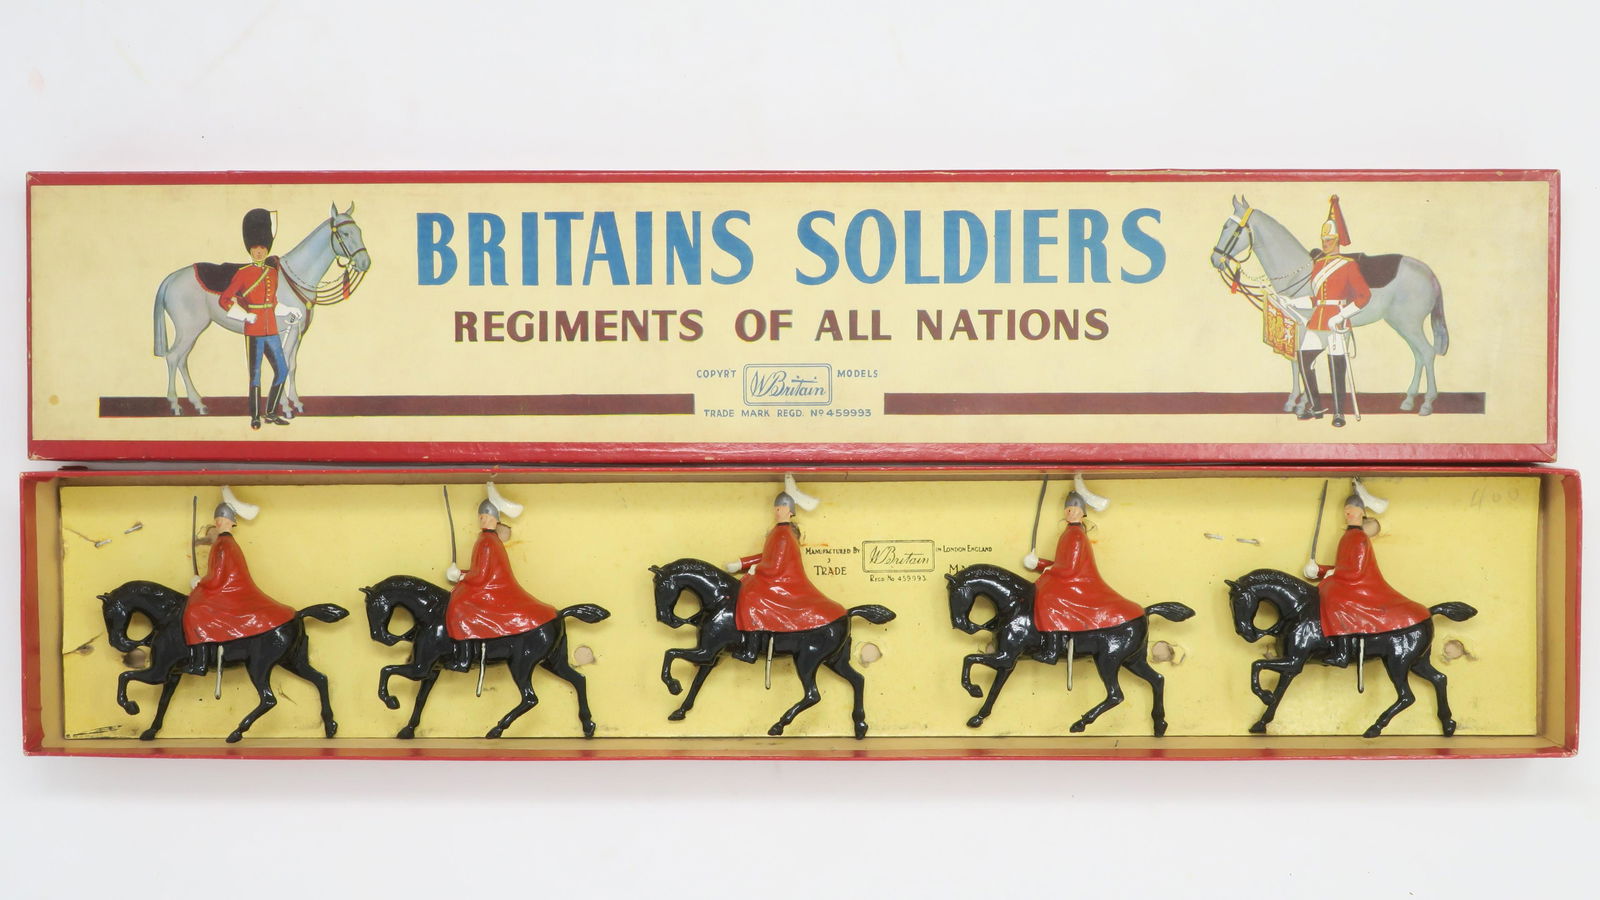 BRITAINS SOLDIERS
REGIMENTS OF ALL NATIONS
COPYRT W Britain MODELS
TRADE MARK REGD. Nº 459993
MANUFACTURED BY W Britain IN LONDON ENGLAND
TRADE
REGD No 459993
400